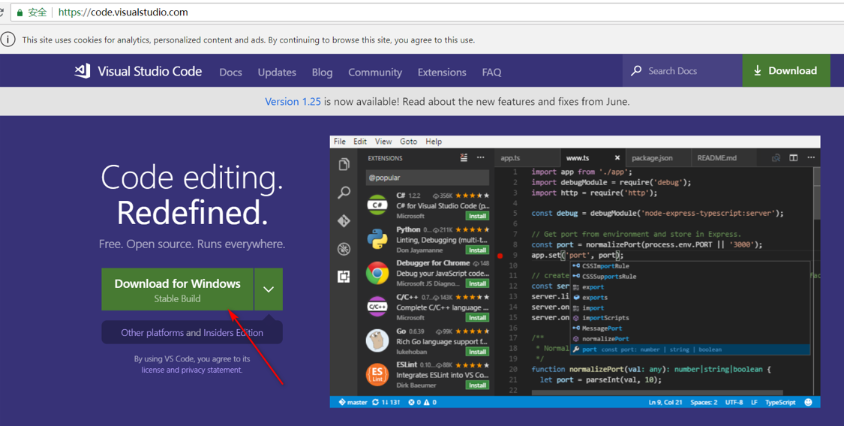 安全 | https://code.visualstudio.com
This site uses cookies for analytics, personalized content and ads. By continuing to browse this site, you agree to this use.
Visual Studio Code Docs Updates Blog Community Extensions FAQ Search Docs Download
Version 1.25 is now available! Read about the new features and fixes from June.
Code editing.
Redefined.
Free. Open source. Runs everywhere.
Download for Windows
Stable Build
Other platforms and Insiders Edition
By using VS Code, you agree to its
license and privacy statement.
File Edit View Goto Help
EXTENSIONS
@popular
C# 1.2.2 356K
C# for Visual Studio Code (p...
Microsoft Install
Python 0... 211K
Linting, Debugging (multi-t...
Don Jayamanne Install
Debugger for Chrome 148
Debug your JavaScript code...
Microsoft JS Diagno... Install
C/C++ 0.7... 143K
Complete C/C++ language ...
Microsoft Install
Go 0.6.39 99K
Rich Go language support f...
lukehoban Install
ESLint 0.10... 88K
Integrates ESLint into VS Co...
Dirk Baeumer Install
app.ts www.ts package.json README.md
1 import app from './app';
2 import debugModule = require('debug');
3 import http = require('http');
4
5 const debug = debugModule('node-express-typescript:server');
6
7 // Get port from environment and store in Express.
8 const port = normalizePort(process.env.PORT || '3000');
9 app.set('port', port);
10
11 // create
12 const ser
13 server.li
14 server.on
15 server.on
16
17 /**
18 * Normal
19 */
20 function normalizePort(val: any): number|string|boolean {
21 let port = parseInt(val, 10);
22
CSSImportRule
CSSSupportsRule
export
exports
import
importScripts
MessagePort
normalizePort
port const port: number | string | boolean
master 0 0 Ln 9, Col 21 Spaces: 2 UTF-8 LF TypeScript